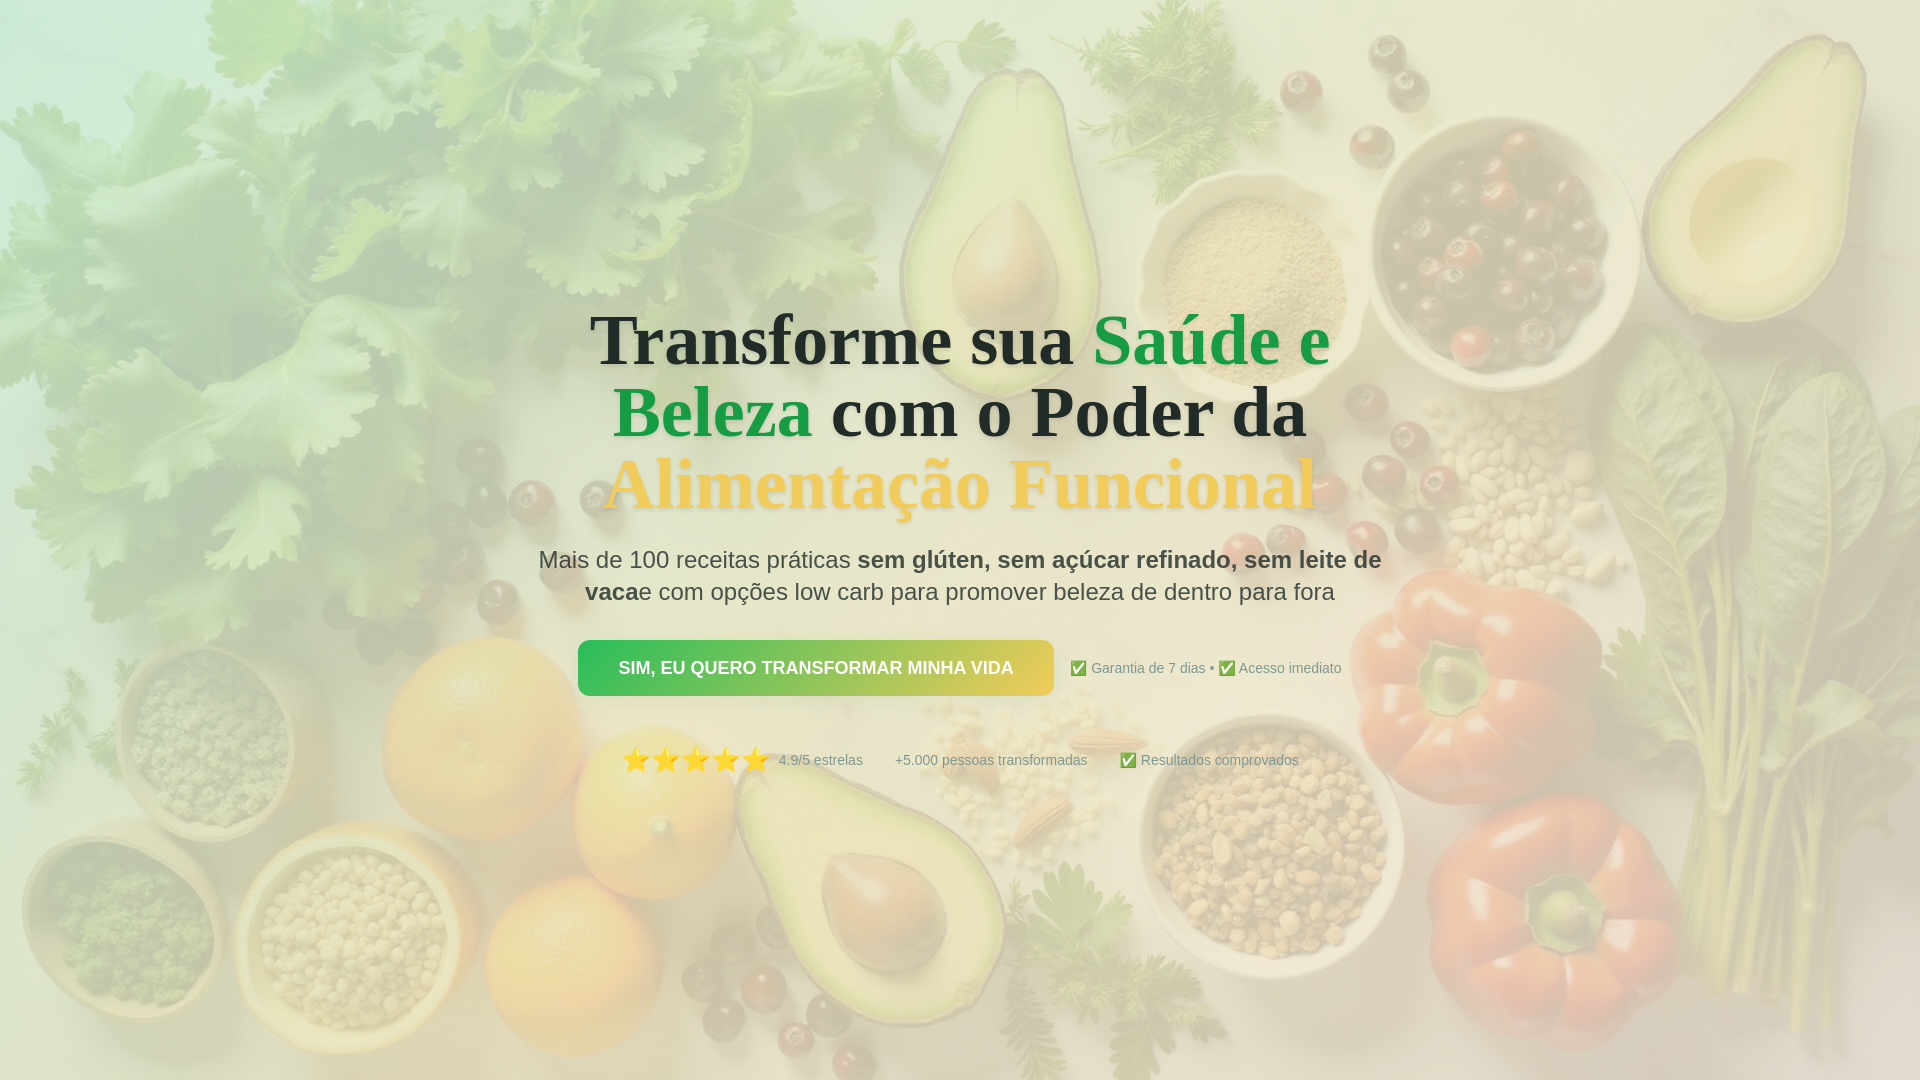 Transforme sua Saúde e
Beleza com o Poder da
Alimentação Funcional
Mais de 100 receitas práticas sem glúten, sem açúcar refinado, sem leite de
vacae com opções low carb para promover beleza de dentro para fora
SIM, EU QUERO TRANSFORMAR MINHA VIDA
✅ Garantia de 7 dias • ✅ Acesso imediato
⭐⭐⭐⭐⭐ 4.9/5 estrelas +5.000 pessoas transformadas ✅ Resultados comprovados